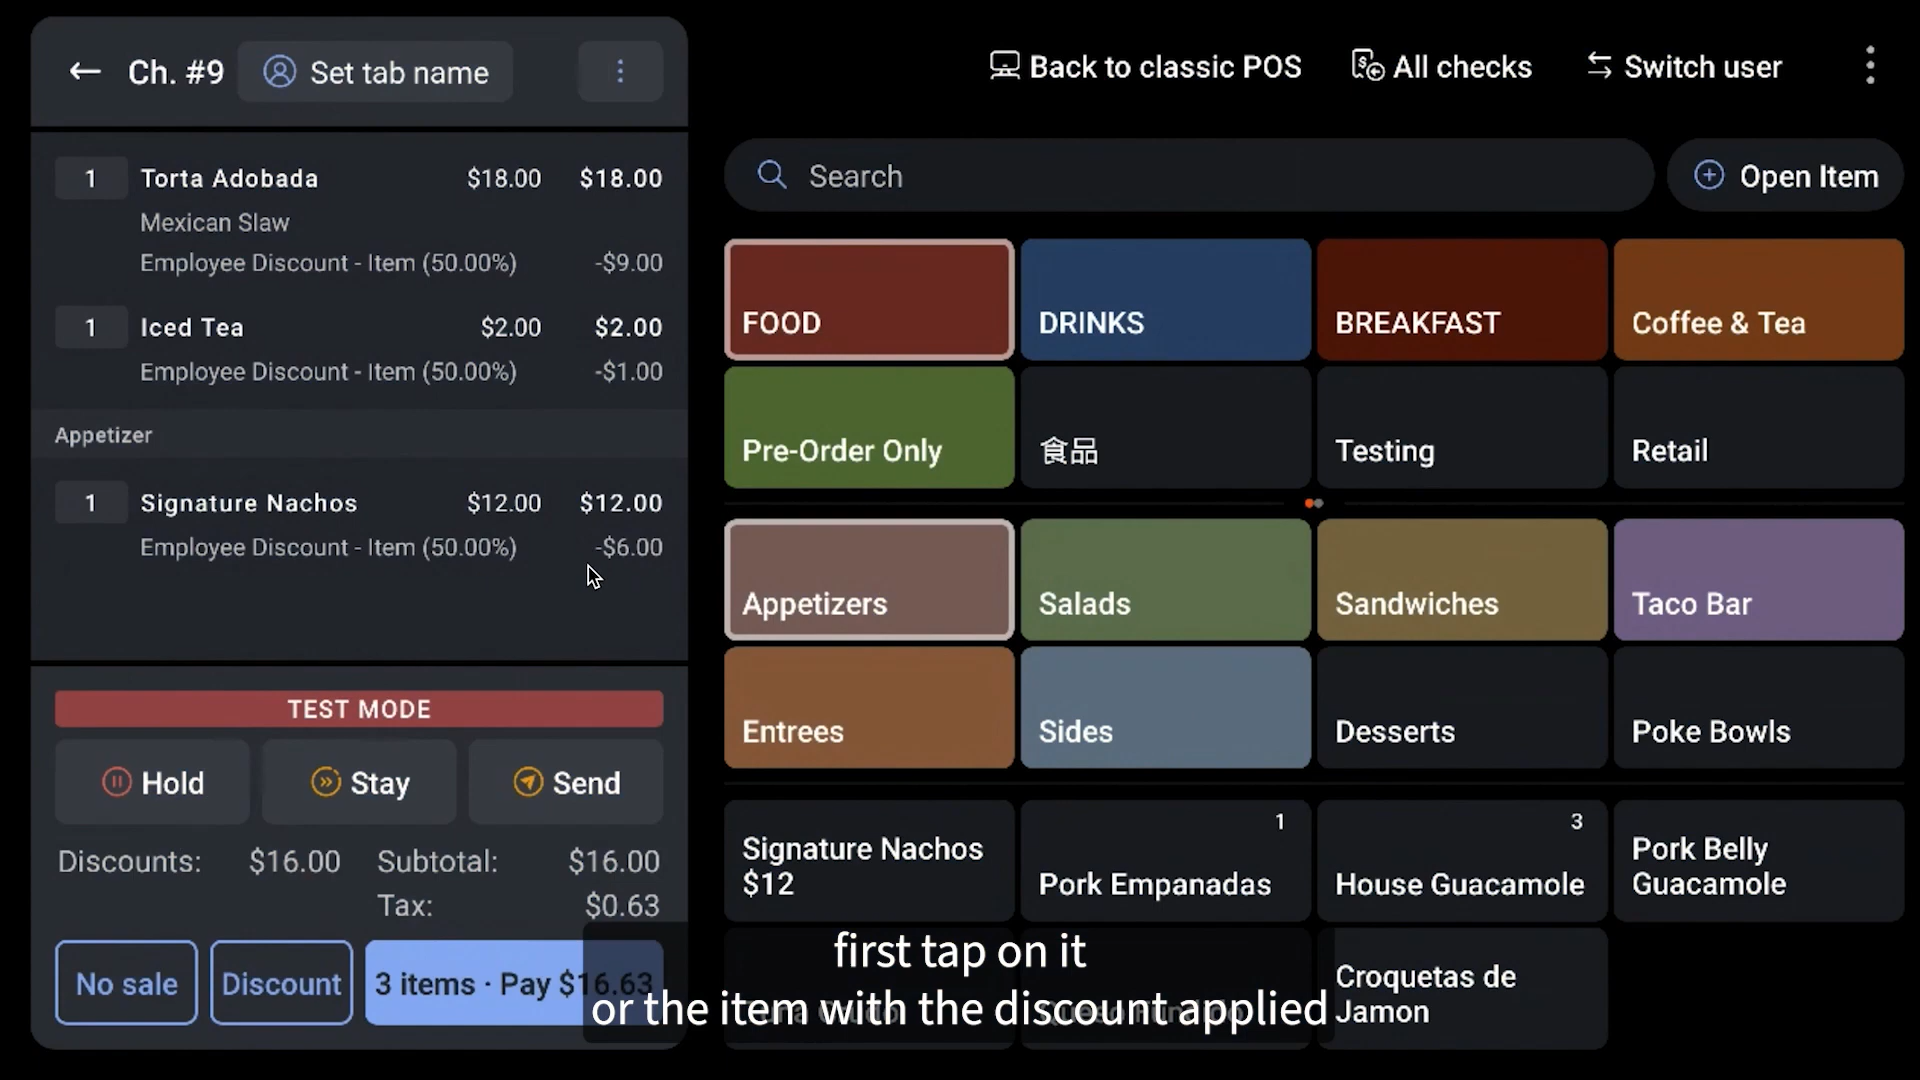 Ch. #9
Set tab name
Back to classic POS
All checks
Switch user
1 Torta Adobada $18.00 $18.00
Mexican Slaw
Employee Discount - Item (50.00%) -$9.00
1 Iced Tea $2.00 $2.00
Employee Discount - Item (50.00%) -$1.00
Appetizer
1 Signature Nachos $12.00 $12.00
Employee Discount - Item (50.00%) -$6.00
TEST MODE
Hold
Stay
Send
Discounts: $16.00 Subtotal: $16.00
Tax: $0.63
No sale
Discount
3 items · Pay $16.63
Search
Open Item
FOOD
DRINKS
BREAKFAST
Coffee & Tea
Pre-Order Only
食品
Testing
Retail
Appetizers
Salads
Sandwiches
Taco Bar
Entrees
Sides
Desserts
Poke Bowls
Signature Nachos
$12
1
Pork Empanadas
3
House Guacamole
Pork Belly
Guacamole
Croquetas de
Jamon
first tap on it
or the item with the discount applied